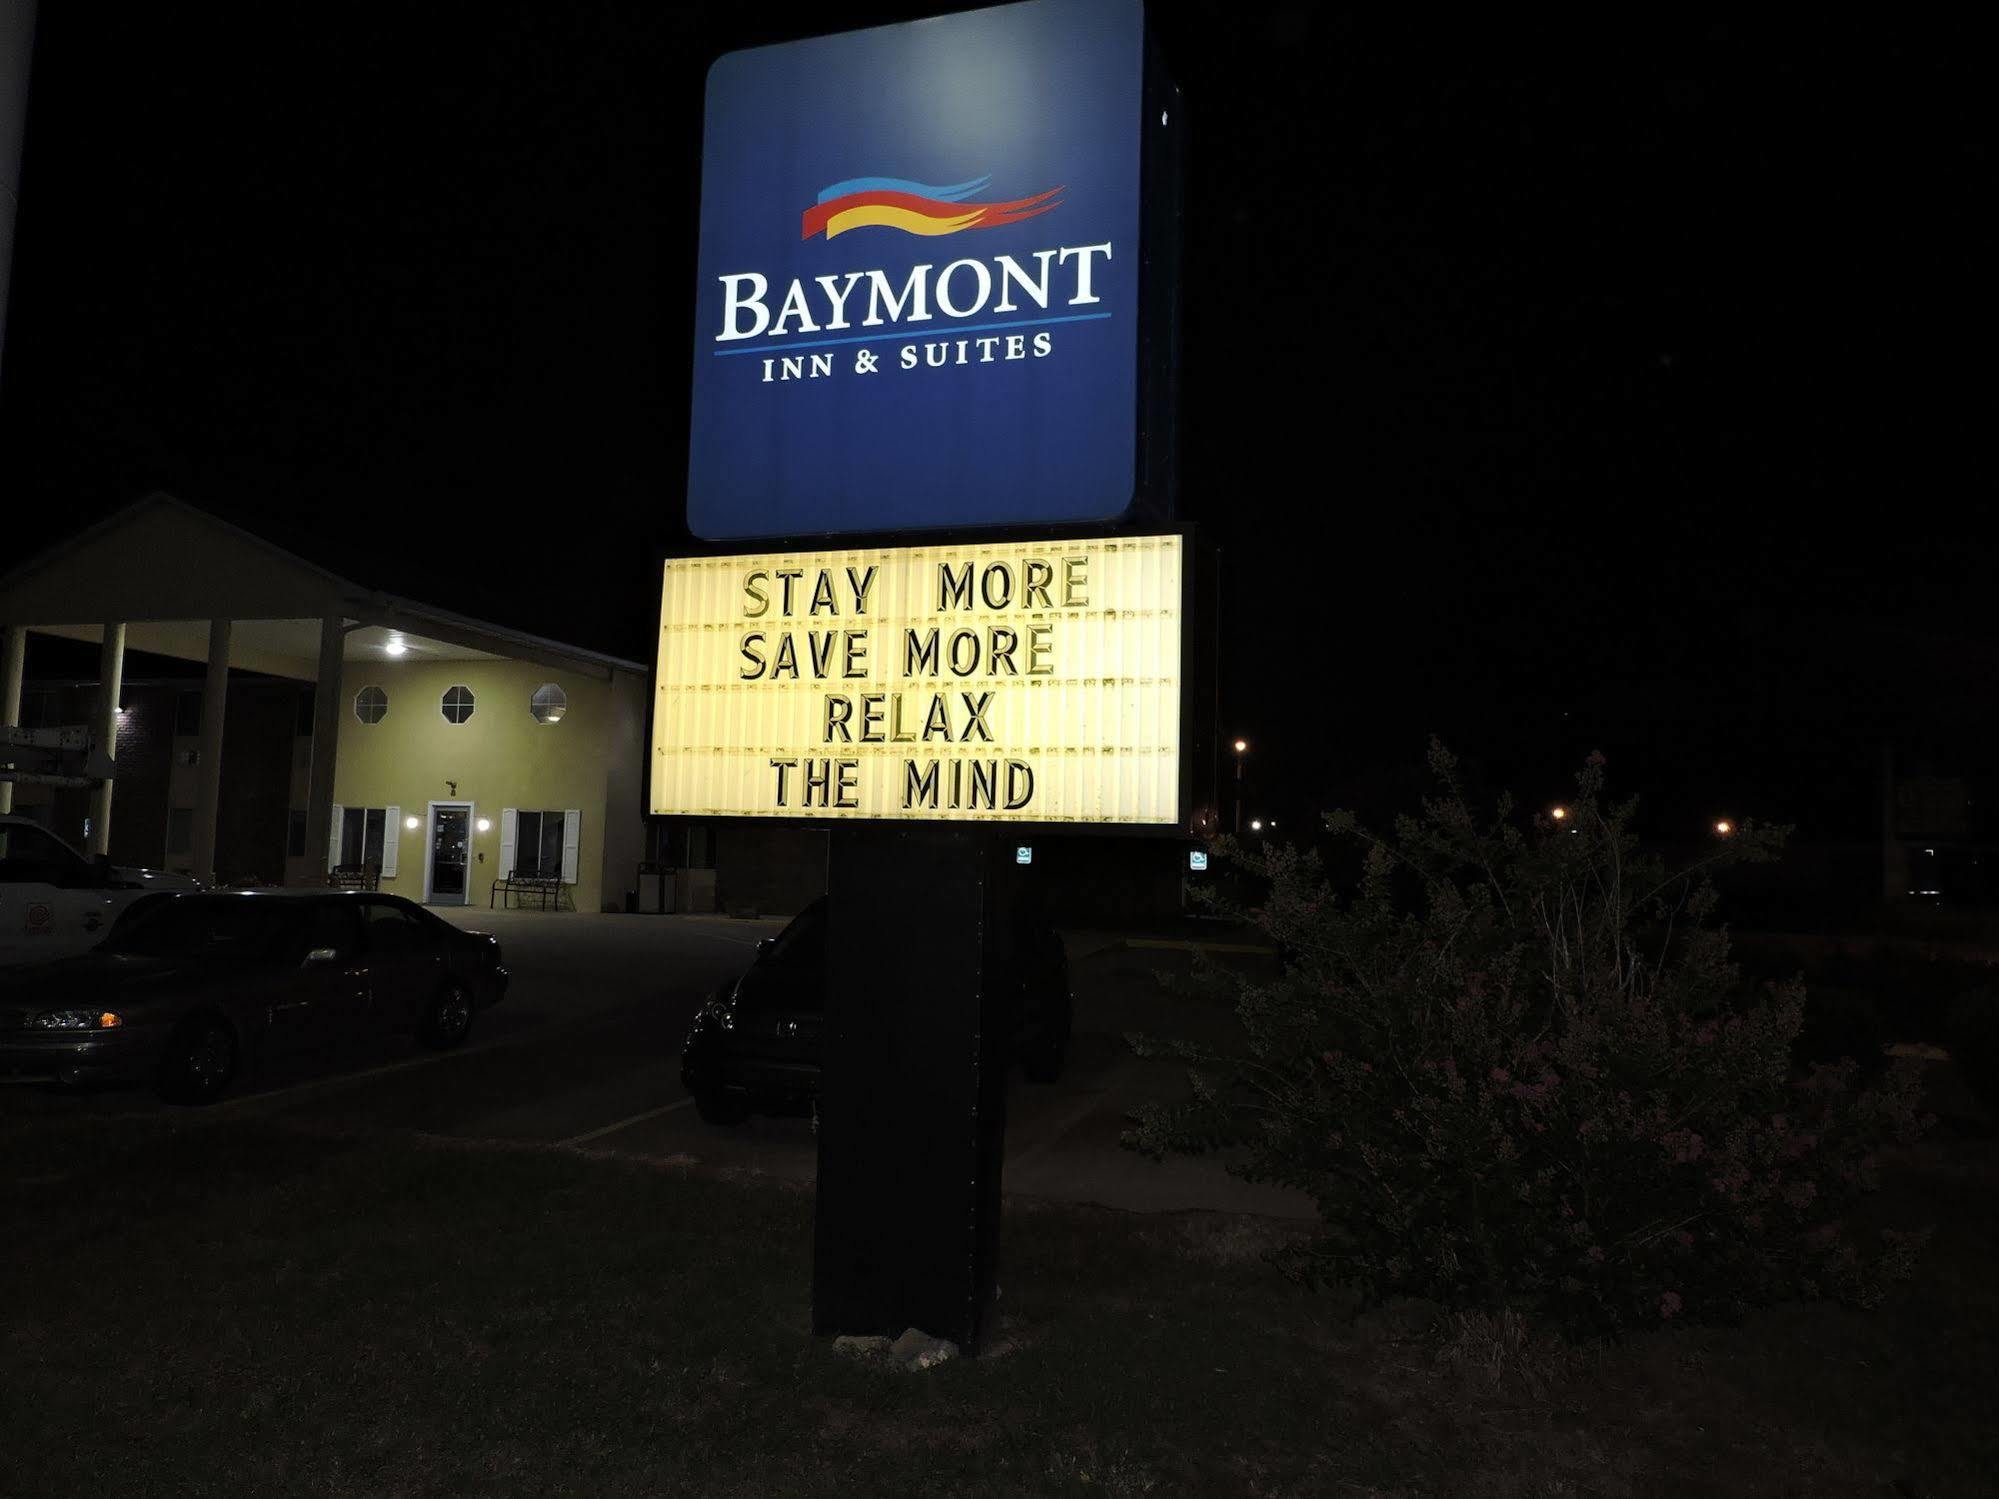 BAYMONT
INN & SUITES
STAY MORE
SAVE MORE
RELAX
THE MIND